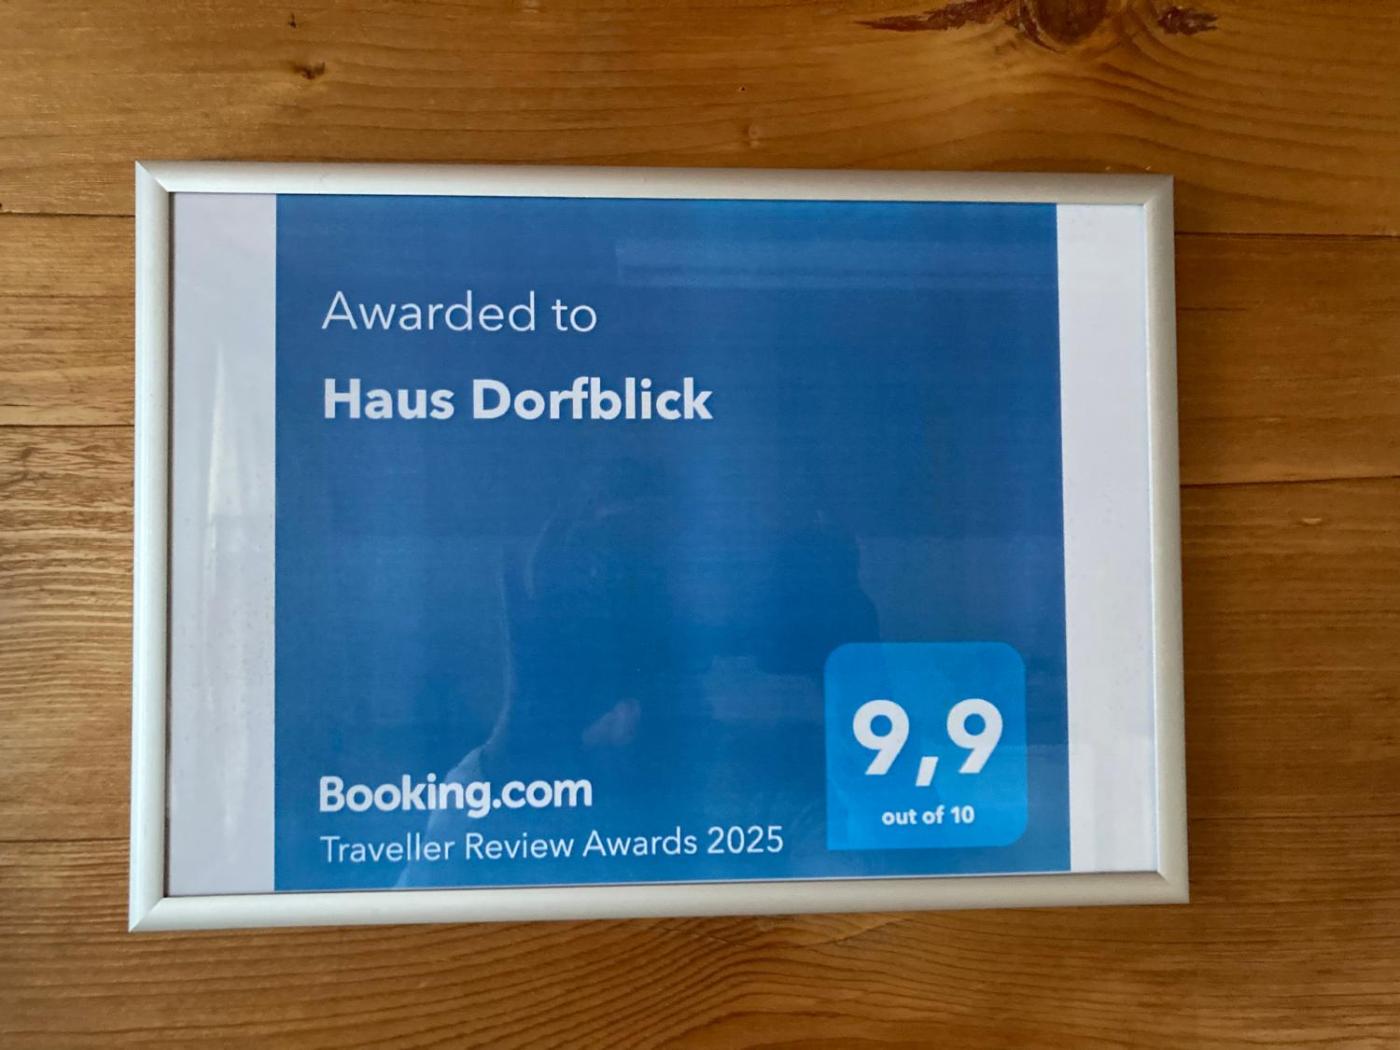 Awarded to
Haus Dorfblick
9,9
out of 10
Booking.com
Traveller Review Awards 2025